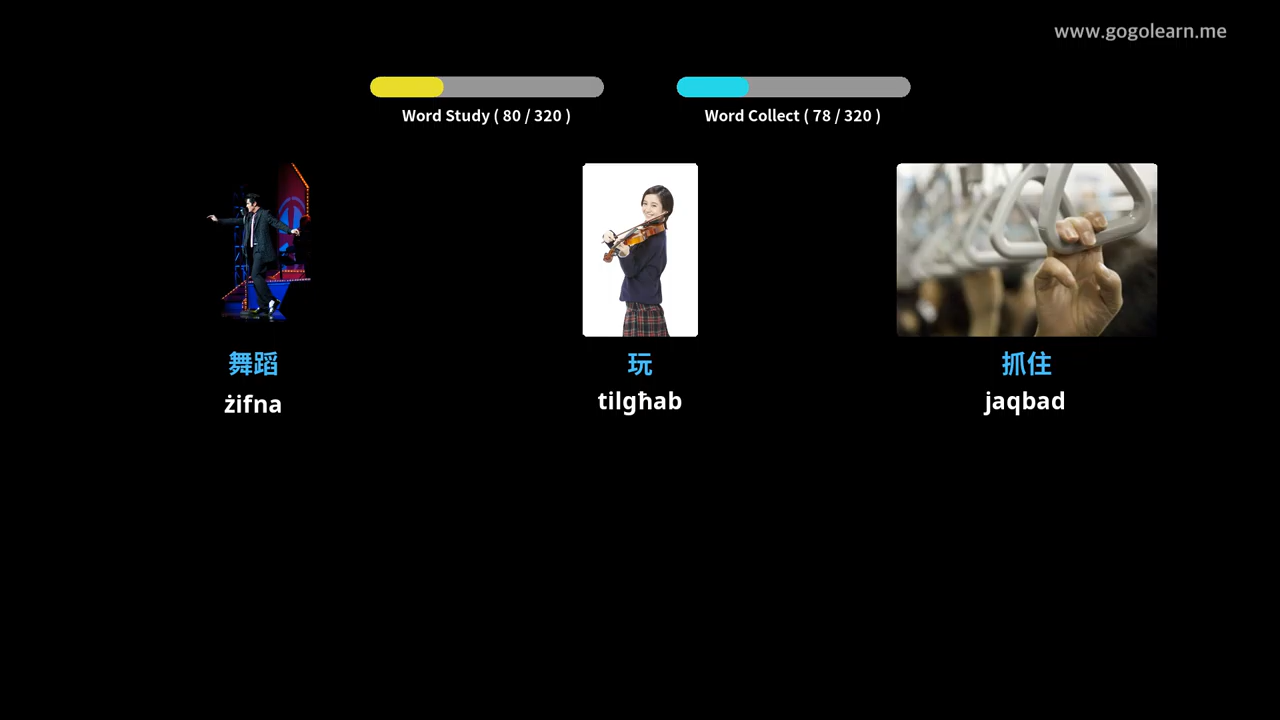 www.gogolearn.me
Word Study ( 80 / 320 )
Word Collect ( 78 / 320 )
舞蹈
玩
抓住
żifna
tilgħab
jaqbad